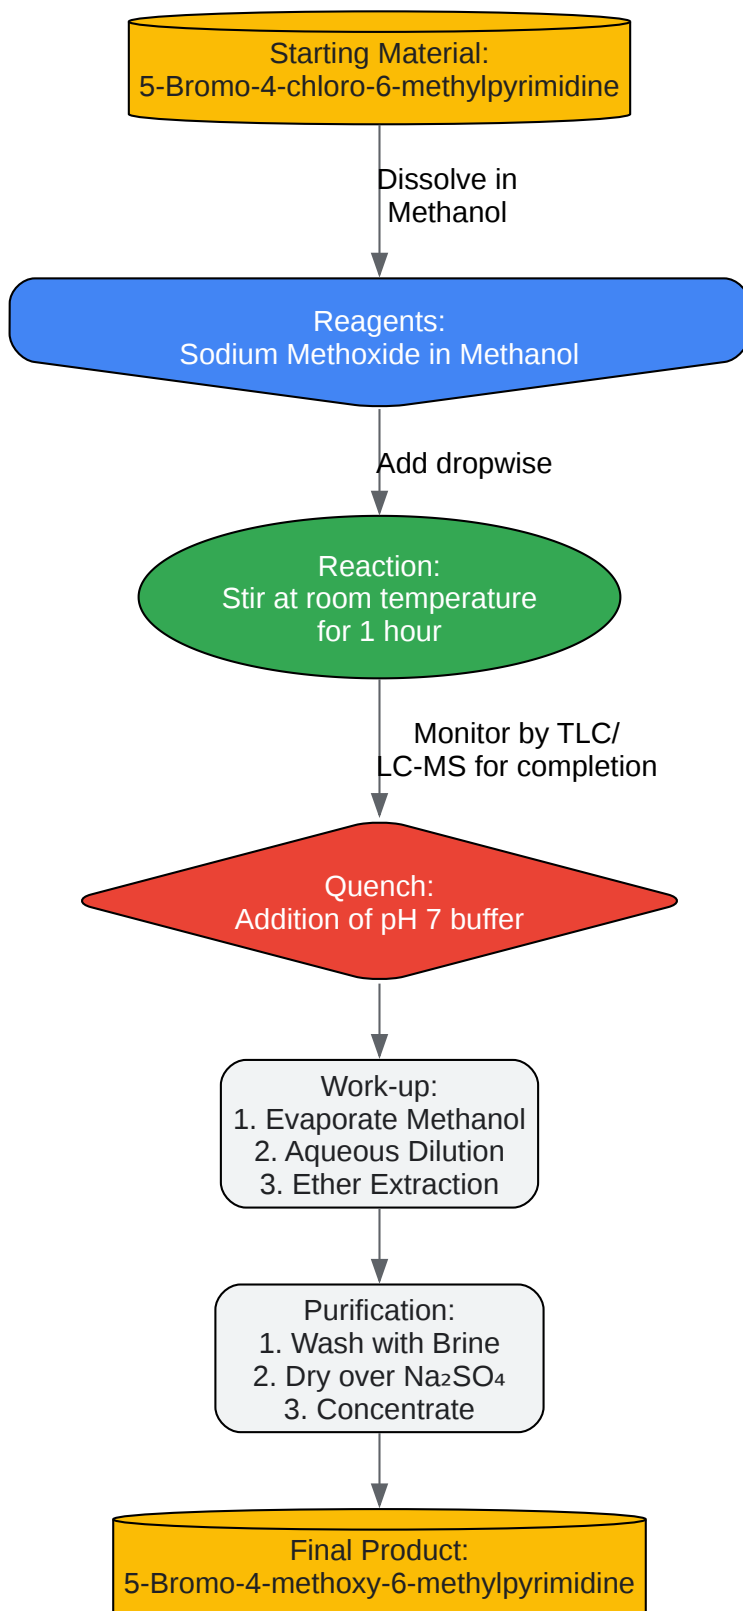 Starting Material:
5-Bromo-4-chloro-6-methylpyrimidine
Dissolve in
Methanol
Reagents:
Sodium Methoxide in Methanol
Add dropwise
Reaction:
Stir at room temperature
for 1 hour
Monitor by TLC/
LC-MS for completion
Quench:
Addition of pH 7 buffer
Work-up:
1. Evaporate Methanol
2. Aqueous Dilution
3. Ether Extraction
Purification:
1. Wash with Brine
2. Dry over Na₂SO₄
3. Concentrate
Final Product:
5-Bromo-4-methoxy-6-methylpyrimidine